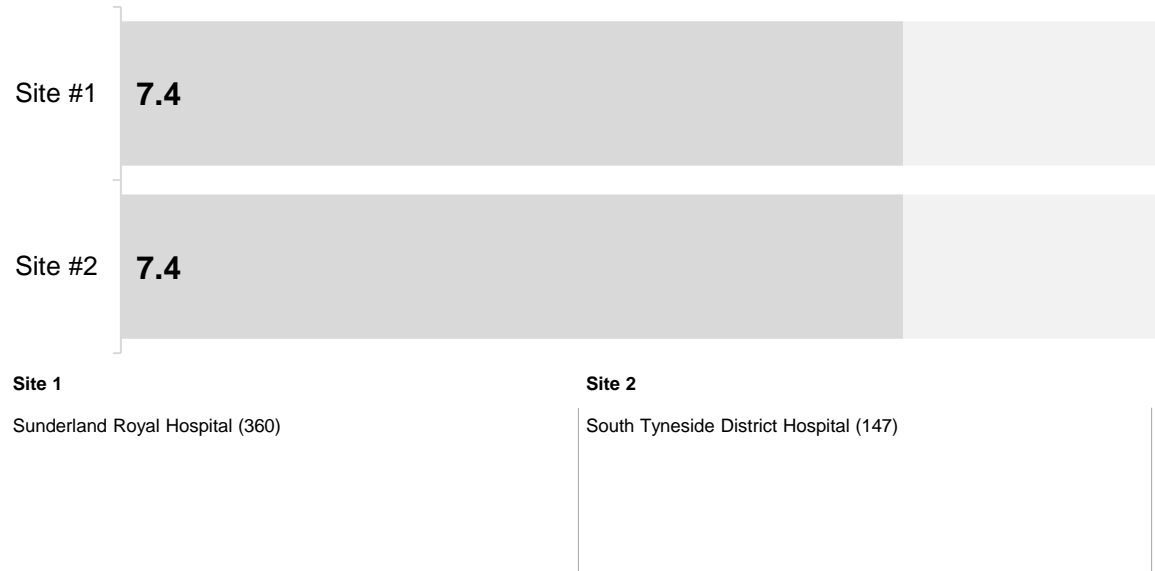 Site #1
7.4
Site #2
7.4
Site 1
Site 2
Sunderland Royal Hospital (360)
South Tyneside District Hospital (147)